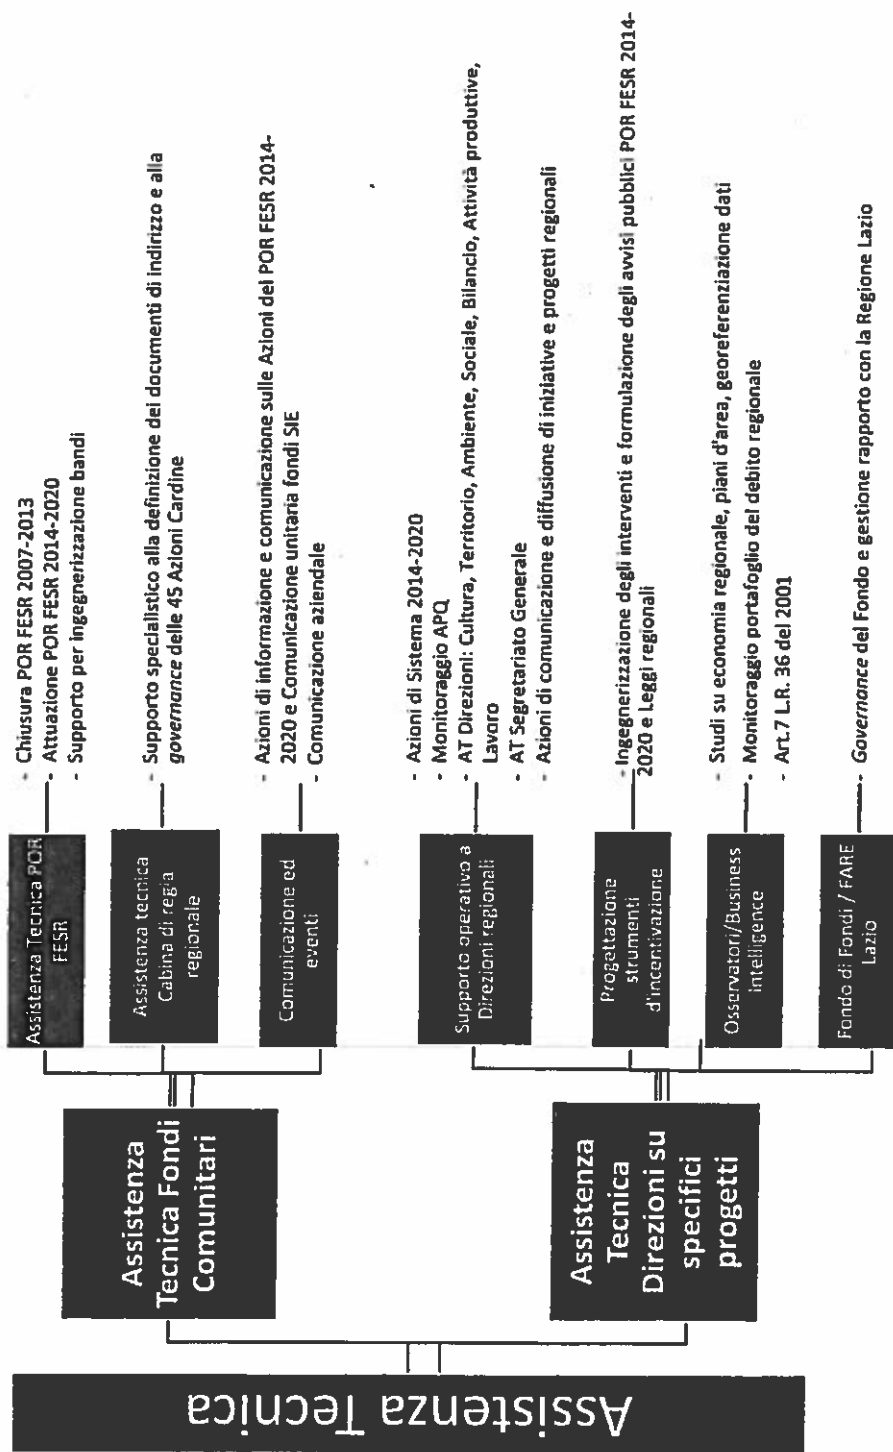 Assistenza Tecnica
Assistenza
Tecnica Fondi
Comunitari
Assistenza Tecnica POR
FESR
- Chiusura POR FESR 2007-2013
- Attuazione POR FESR 2014-2020
- Supporto per ingegnerizzazione bandi
Assistenza tecnica
Cabina di regia
regionale
- Supporto specialistico alla definizione dei documenti di indirizzo e alla
governance delle 45 Azioni Cardine
Comunicazione ed
eventi
- Azioni di informazione e comunicazione sulle Azioni del POR FESR 2014-
2020 e Comunicazione unitaria fondi SIE
- Comunicazione aziendale
Assistenza
Tecnica
Direzioni su
specifici
progetti
Supporto operativo a
Direzioni regionali
- Azioni di Sistema 2014-2020
- Monitoraggio APQ
- AT Direzioni: Cultura, Territorio, Ambiente, Sociale, Bilancio, Attività produttive,
Lavoro
- AT Segretariato Generale
- Azioni di comunicazione e diffusione di iniziative e progetti regionali
Progettazione
strumenti
d'incentivazione
- Ingegnerizzazione degli interventi e formulazione degli avvisi pubblici POR FESR 2014-
2020 e Leggi regionali
Osservatori/Business
intelligence
- Studi su economia regionale, piani d'area, georeferenziazione dati
- Monitoraggio portafoglio del debito regionale
- Art.7 L.R. 36 del 2001
Fondo di Fondi / FARE
Lazio
- Governance del Fondo e gestione rapporto con la Regione Lazio